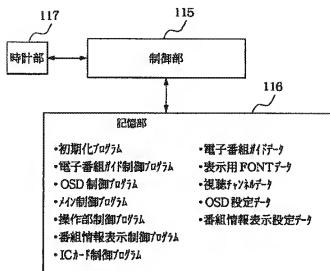 117
115
時計部
制御部
116
記憶部
・初期化プログラム
・電子番組ガイド制御プログラム
・OSD制御プログラム
・メイン制御プログラム
・操作部制御プログラム
・番組情報表示制御プログラム
・ICカード制御プログラム
・電子番組ガイドデータ
・表示用FONTデータ
・視聴チャンネルデータ
・OSD設定データ
・番組情報表示設定データ